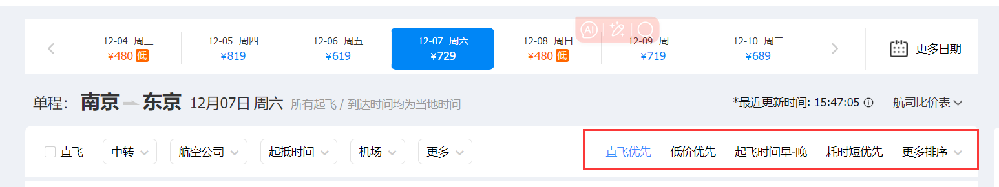 12-04 周三 12-05 周四 12-06 周五 12-07 周六 12-08 周日 12-09 周一 12-10 周二
¥480 低 ¥819 ¥619 ¥729 ¥480 低 ¥719 ¥689 更多日期
AI
单程: 南京 东京 12月07日 周六 所有起飞 / 到达时间均为当地时间 *最近更新时间: 15:47:05 航司比价表
直飞 中转 航空公司 起抵时间 机场 更多 直飞优先 低价优先 起飞时间早-晚 耗时短优先 更多排序